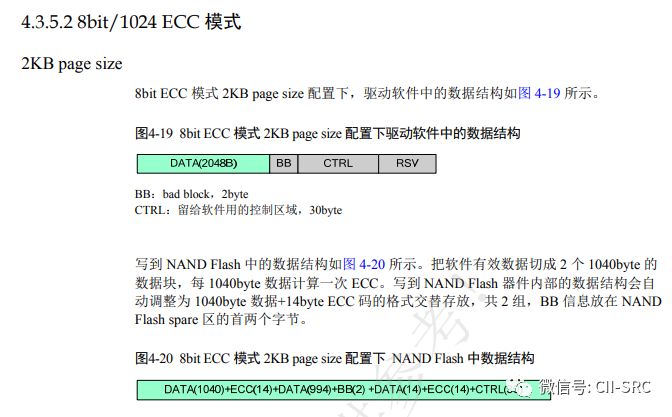 4.3.5.2 8bit/1024 ECC 模式
2KB page size
8bit ECC 模式 2KB page size 配置下，驱动软件中的数据结构如图 4-19 所示。
图4-19 8bit ECC 模式 2KB page size 配置下驱动软件中的数据结构
DATA(2048B) BB CTRL RSV
BB：bad block，2byte
CTRL：留给软件用的控制区域，30byte
写到 NAND Flash 中的数据结构如图 4-20 所示。把软件有效数据切成 2 个 1040byte 的
数据块，每 1040byte 数据计算一次 ECC。写到 NAND Flash 器件内部的数据结构会自
动调整为 1040byte 数据+14byte ECC 码的格式交替存放，共 2 组，BB 信息放在 NAND
Flash spare 区的首两个字节。
图4-20 8bit ECC 模式 2KB page size 配置下 NAND Flash 中数据结构
DATA(1040)+ECC(14)+DATA(994)+BB(2) +DATA(14)+ECC(14)+CTRL(
微信号: CII-SRC